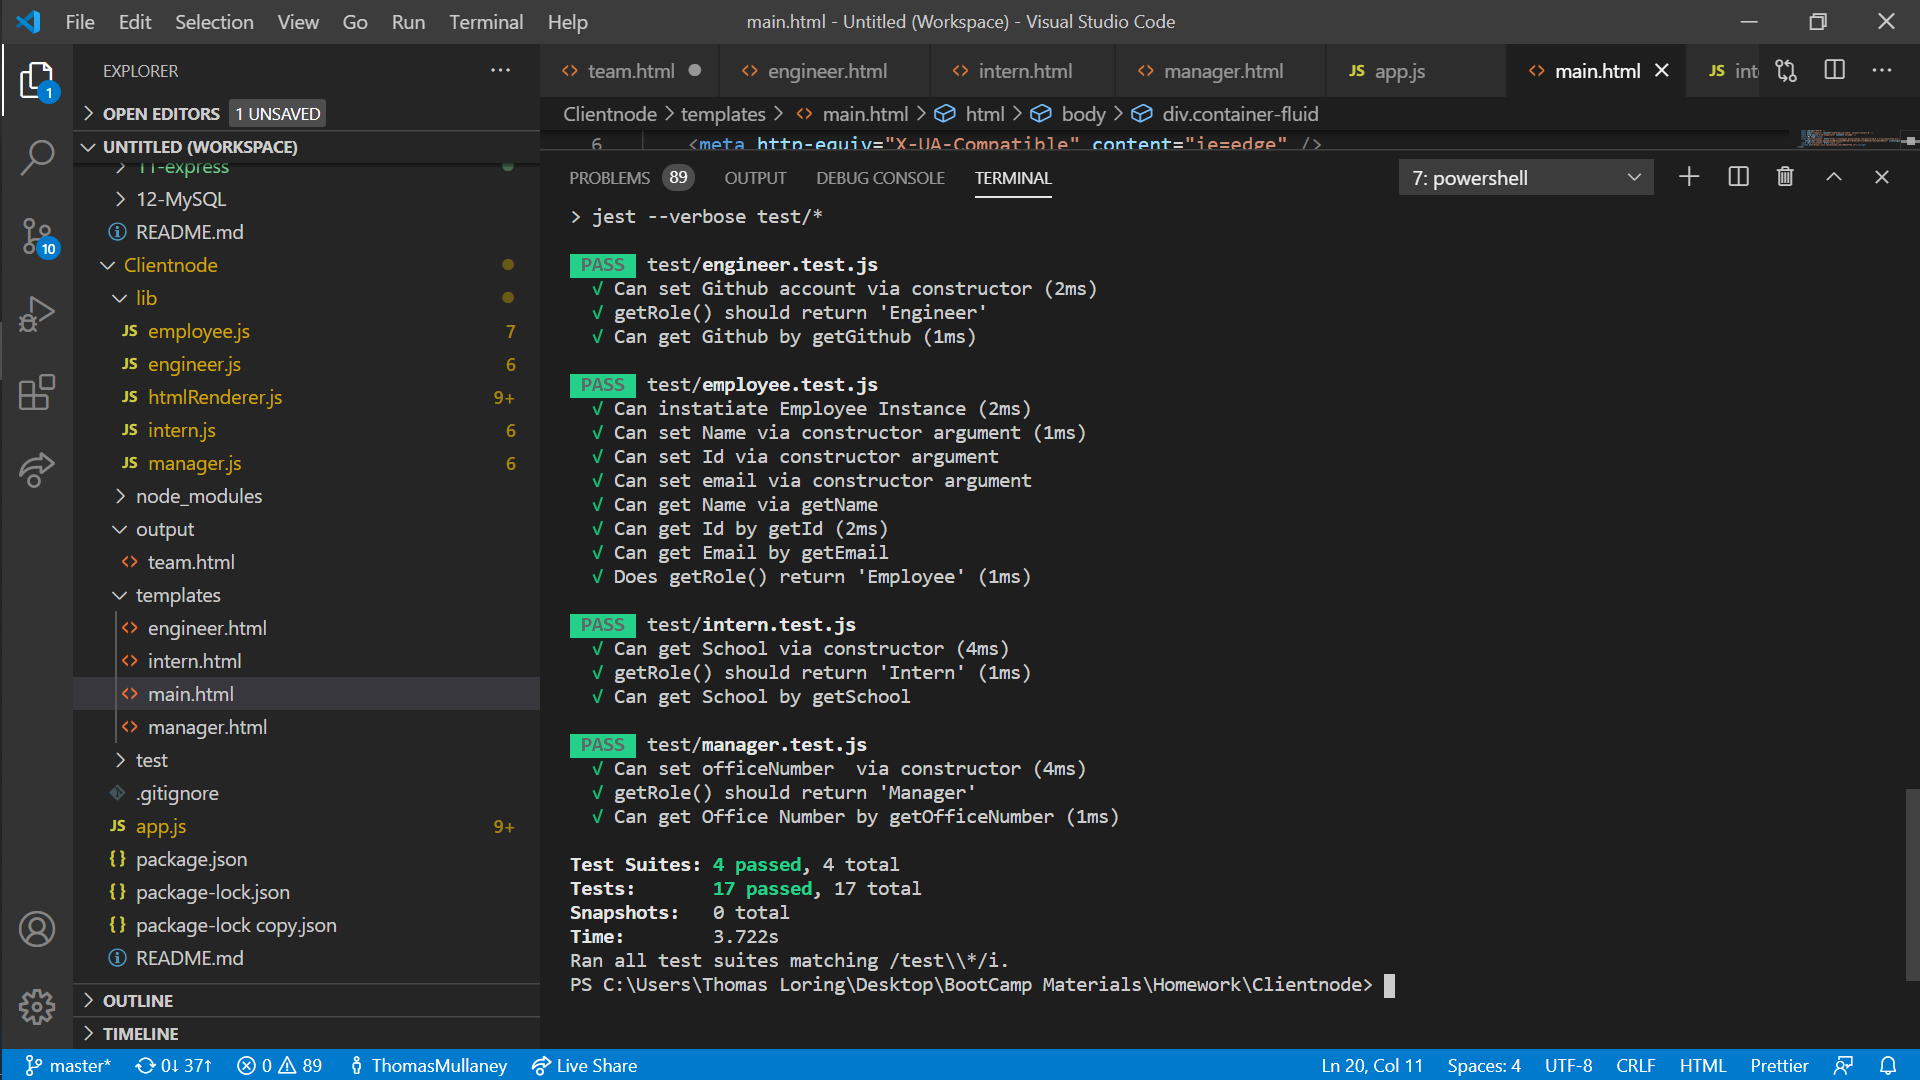 File Edit Selection View Go Run Terminal Help
main.html - Untitled (Workspace) - Visual Studio Code
EXPLORER
OPEN EDITORS 1 UNSAVED
UNTITLED (WORKSPACE)
11-express
12-MySQL
README.md
Clientnode
lib
JS employee.js 7
JS engineer.js 6
JS htmlRenderer.js 9+
JS intern.js 6
JS manager.js 6
node_modules
output
<> team.html
templates
<> engineer.html
<> intern.html
<> main.html
<> manager.html
test
.gitignore
JS app.js 9+
{} package.json
{} package-lock.json
{} package-lock copy.json
README.md
OUTLINE
TIMELINE
1
10
<> team.html <> engineer.html <> intern.html <> manager.html JS app.js <> main.html JS int
Clientnode > templates > <> main.html > html > body > div.container-fluid
6 <meta http-equiv="X-UA-Compatible" content="ie=edge" />
PROBLEMS 89 OUTPUT DEBUG CONSOLE TERMINAL 7: powershell
> jest --verbose test/*
PASS test/engineer.test.js
√ Can set Github account via constructor (2ms)
√ getRole() should return 'Engineer'
√ Can get Github by getGithub (1ms)
PASS test/employee.test.js
√ Can instatiate Employee Instance (2ms)
√ Can set Name via constructor argument (1ms)
√ Can set Id via constructor argument
√ Can set email via constructor argument
√ Can get Name via getName
√ Can get Id by getId (2ms)
√ Can get Email by getEmail
√ Does getRole() return 'Employee' (1ms)
PASS test/intern.test.js
√ Can get School via constructor (4ms)
√ getRole() should return 'Intern' (1ms)
√ Can get School by getSchool
PASS test/manager.test.js
√ Can set officeNumber  via constructor (4ms)
√ getRole() should return 'Manager'
√ Can get Office Number by getOfficeNumber (1ms)
Test Suites: 4 passed, 4 total
Tests: 17 passed, 17 total
Snapshots: 0 total
Time: 3.722s
Ran all test suites matching /test\\*/i.
PS C:\Users\Thomas Loring\Desktop\BootCamp Materials\Homework\Clientnode>
master* 0↓ 37↑ 0 89 ThomasMullaney Live Share Ln 20, Col 11 Spaces: 4 UTF-8 CRLF HTML Prettier